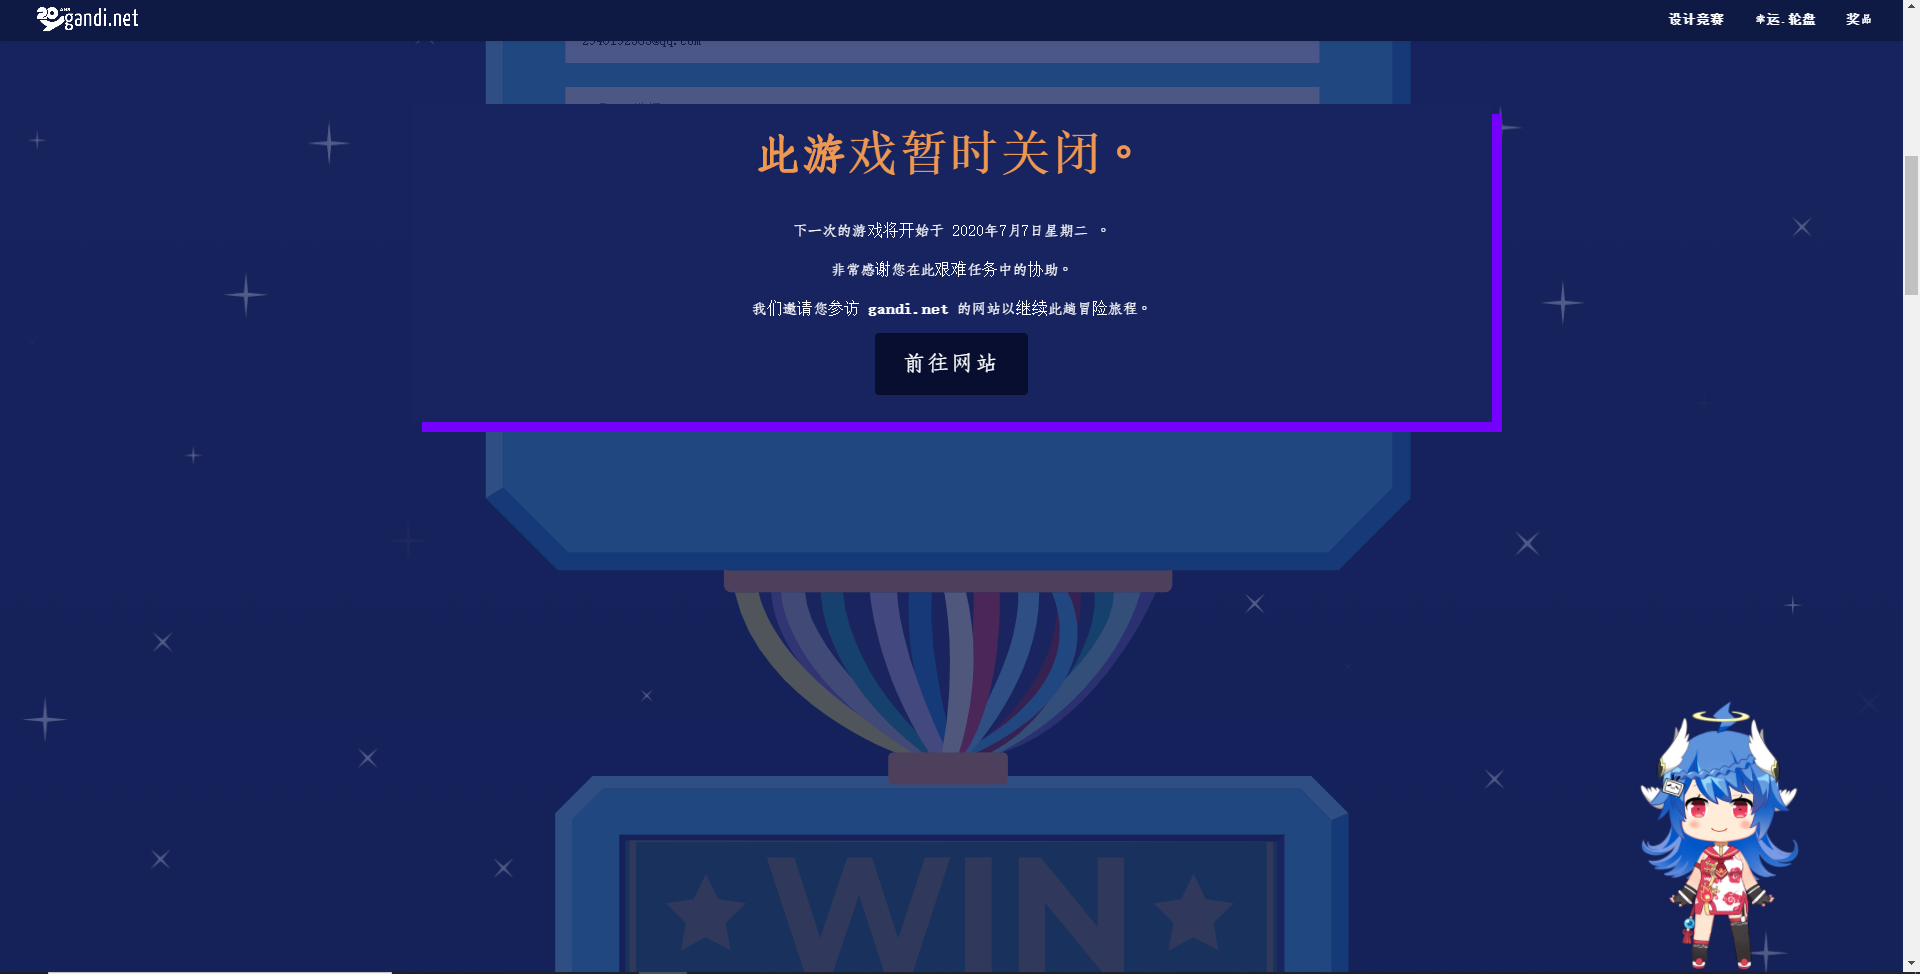 20 ANS gandi.net
设计竞赛 幸运-轮盘 奖品
此游戏暂时关闭。
下一次的游戏将开始于 2020年7月7日星期二 。
非常感谢您在此艰难任务中的协助。
我们邀请您参访 gandi.net 的网站以继续此趟冒险旅程。
前往网站
WIN